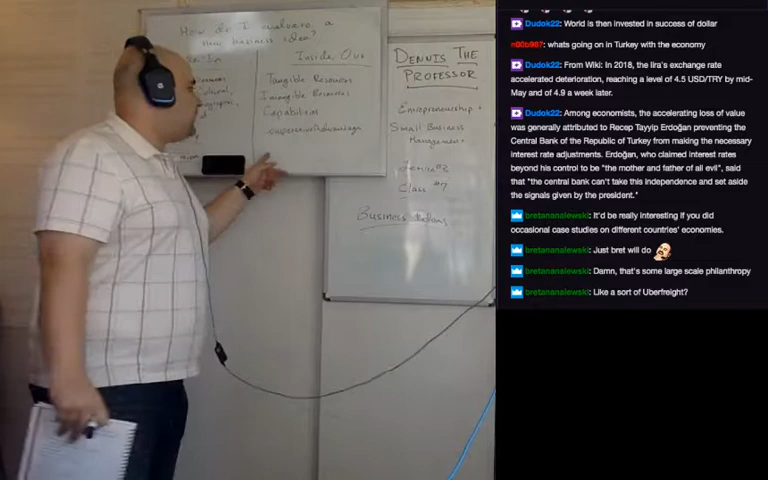 How do I evaluate a
new business idea?
Inside Out
Tangible Resources
Intangible Resources
Capabilities
DENNIS THE
PROFESSOR
Entrepreneurship +
Small Business
Management
Class #7
Business Ideas
Dudok22: World is then invested in success of dollar
n00b987: whats going on in Turkey with the economy
Dudok22: From Wiki: In 2018, the lira's exchange rate
accelerated deterioration, reaching a level of 4.5 USD/TRY by mid-
May and of 4.9 a week later.
Dudok22: Among economists, the accelerating loss of value
was generally attributed to Recep Tayyip Erdoğan preventing the
Central Bank of the Republic of Turkey from making the necessary
interest rate adjustments. Erdoğan, who claimed interest rates
beyond his control to be "the mother and father of all evil", said
that "the central bank can't take this independence and set aside
the signals given by the president."
bretananalewski: It'd be really interesting if you did
occasional case studies on different countries' economies.
bretananalewski: Just bret will do
bretananalewski: Damn, that's some large scale philanthropy
bretananalewski: Like a sort of Uberfreight?